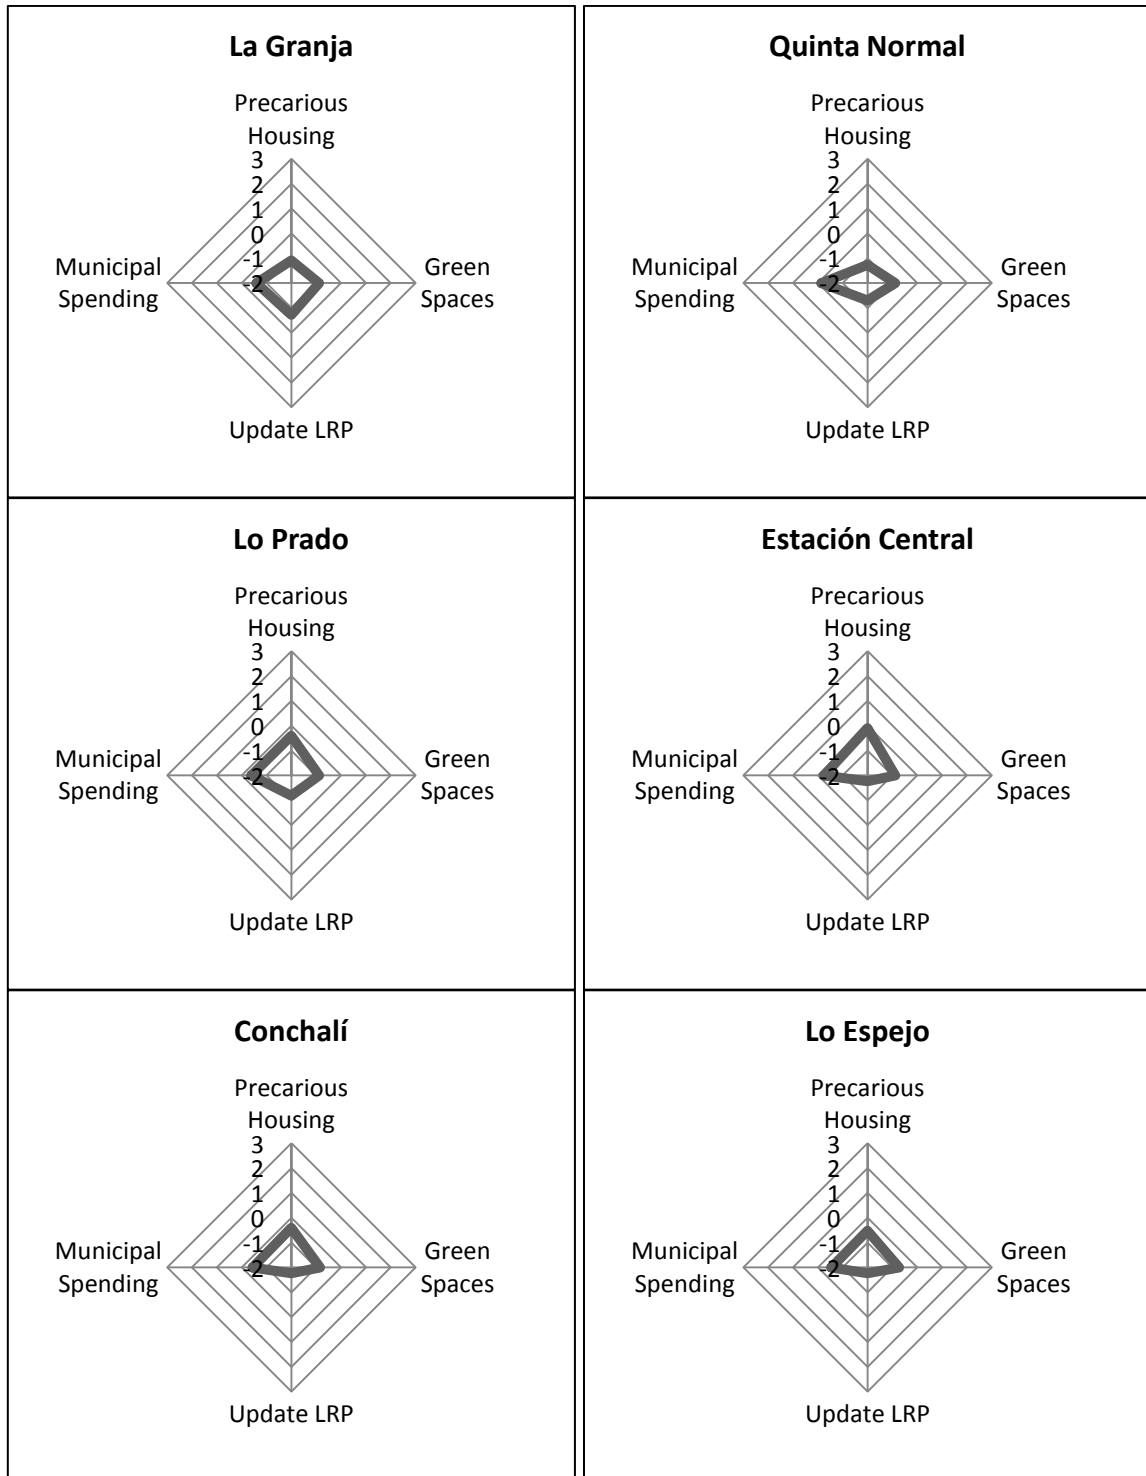 La Granja
Precarious
Housing
3
2
1
0
-1
-2
Municipal
Spending
Green
Spaces
Update LRP
Quinta Normal
Precarious
Housing
3
2
1
0
-1
-2
Municipal
Spending
Green
Spaces
Update LRP
Lo Prado
Precarious
Housing
3
2
1
0
-1
-2
Municipal
Spending
Green
Spaces
Update LRP
Estación Central
Precarious
Housing
3
2
1
0
-1
-2
Municipal
Spending
Green
Spaces
Update LRP
Conchalí
Precarious
Housing
3
2
1
0
-1
-2
Municipal
Spending
Green
Spaces
Update LRP
Lo Espejo
Precarious
Housing
3
2
1
0
-1
-2
Municipal
Spending
Green
Spaces
Update LRP